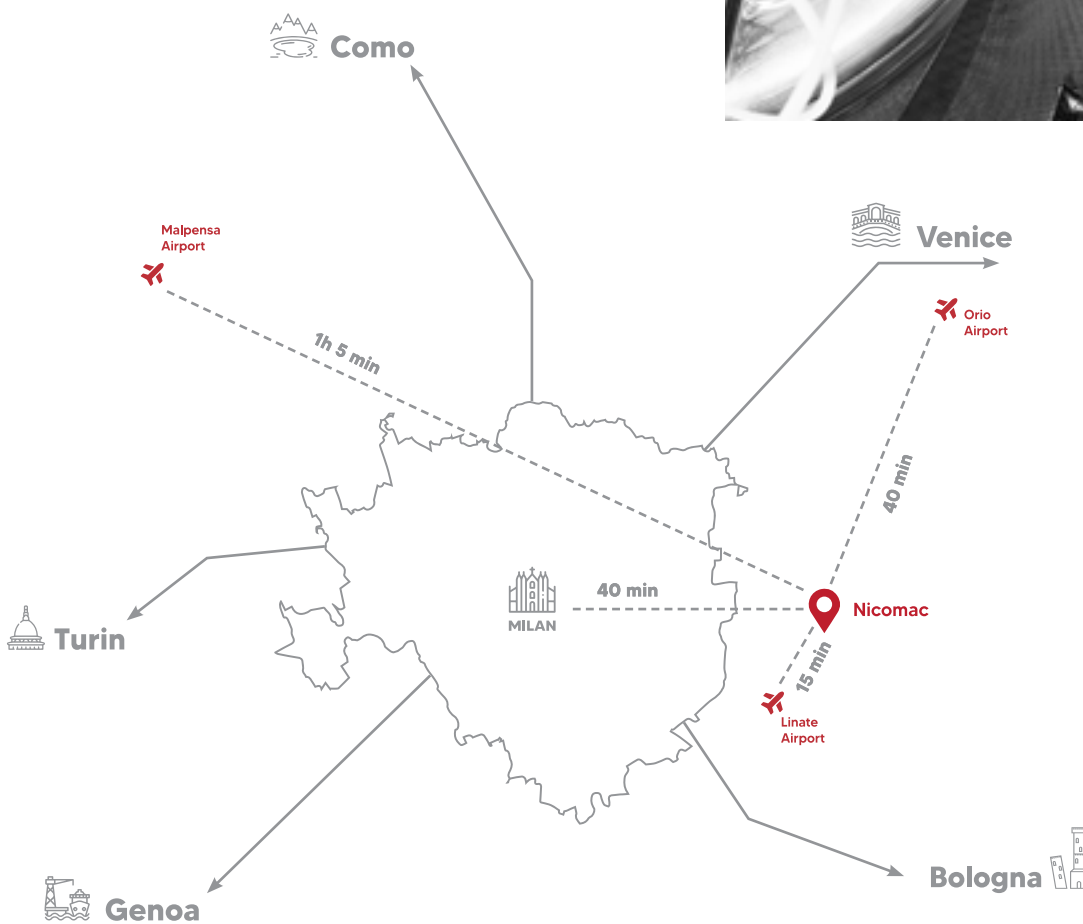 Como
Malpensa
Airport
Venice
Orio
Airport
1h 5 min
40 min
40 min
MILAN
Nicomac
15 min
Turin
Linate
Airport
Bologna
Genoa